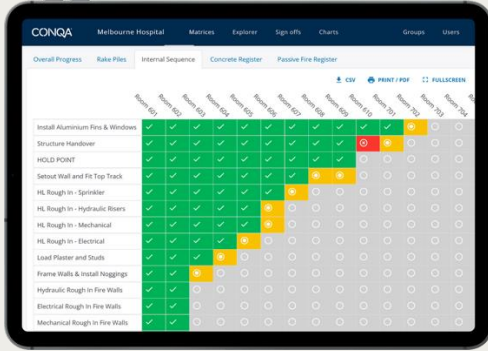 CONQA Melbourne Hospital Matrices Explorer Sign offs Charts Groups Users
Overall Progress Rake Piles Internal Sequence Concrete Register Passive Fire Register
CSV PRINT / PDF FULLSCREEN
Room 601 Room 602 Room 603 Room 604 Room 605 Room 606 Room 607 Room 608 Room 609 Room 610 Room 701 Room 702 Room 703 Room 704
Install Aluminium Fins & Windows
Structure Handover
HOLD POINT
Setout Wall and Fit Top Track
HL Rough In - Sprinkler
HL Rough In - Hydraulic Risers
HL Rough In - Mechanical
HL Rough In - Electrical
Load Plaster and Studs
Frame Walls & Install Noggings
Hydraulic Rough In Fire Walls
Electrical Rough In Fire Walls
Mechanical Rough In Fire Walls